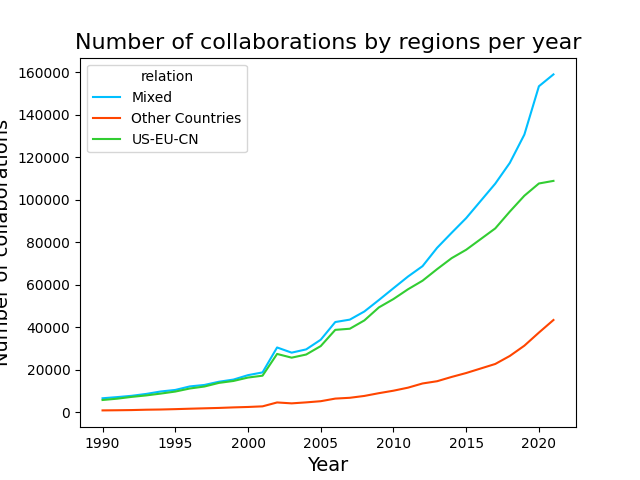 Number of collaborations by regions per year
relation
Mixed
Other Countries
US-EU-CN
160000
140000
120000
100000
80000
60000
40000
20000
0
Number of collaborations
1990
1995
2000
2005
2010
2015
2020
Year